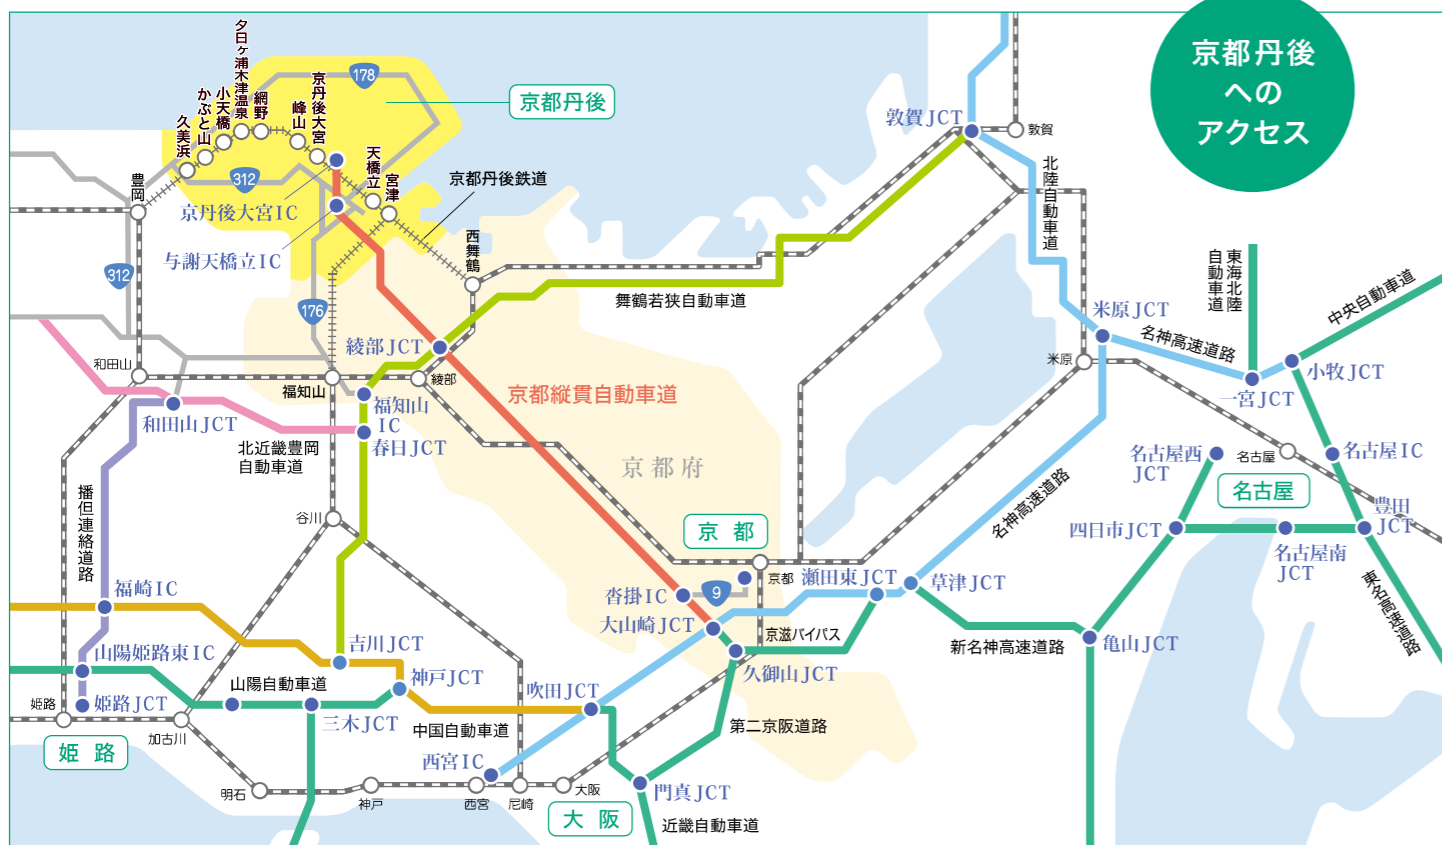 京都丹後
への
アクセス
夕日ヶ浦木津温泉
小天橋
かぶと山
久美浜
網野
峰山
京丹後大宮
天橋立
宮津
178
京都丹後
312
京都丹後鉄道
京丹後大宮IC
与謝天橋立IC
豊岡
西舞鶴
312
176
敦賀JCT
敦賀
北陸自動車道
舞鶴若狭自動車道
東海北陸
自動車道
中央自動車道
米原JCT
名神高速道路
米原
小牧JCT
一宮JCT
綾部JCT
綾部
和田山
福知山
福知山
IC
京都縦貫自動車道
和田山JCT
春日JCT
北近畿豊岡
自動車道
京都府
名古屋西
JCT
名古屋
名古屋IC
名古屋
播但連絡道路
谷川
京都
名神高速道路
四日市JCT
名古屋南
JCT
豊田
JCT
東名高速道路
福崎IC
沓掛IC
9
京都
瀬田東JCT
草津JCT
大山崎JCT
京滋バイパス
新名神高速道路
亀山JCT
山陽姫路東IC
吉川JCT
神戸JCT
久御山JCT
山陽自動車道
姫路
姫路JCT
三木JCT
吹田JCT
中国自動車道
第二京阪道路
加古川
姫路
西宮IC
明石
神戸
西宮
尼崎
大阪
大阪
門真JCT
近畿自動車道